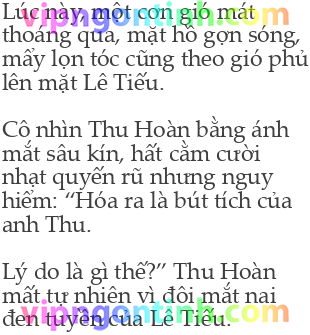 Lúc này, một cơn gió mát
thoáng qua, mặt hồ gợn sóng,
mấy lọn tóc cũng theo gió phủ
lên mặt Lê Tiếu.
Cô nhìn Thu Hoàn bằng ánh
mắt sâu kín, hất cằm cười
nhạt quyến rũ nhưng nguy
hiểm: “Hóa ra là bút tích của
anh Thu.
Lý do là gì thế?” Thu Hoàn
mất tự nhiên vì đôi mắt nai
đen tuyền của Lê Tiếu.
vipngontinh.com
vipngontinh.com